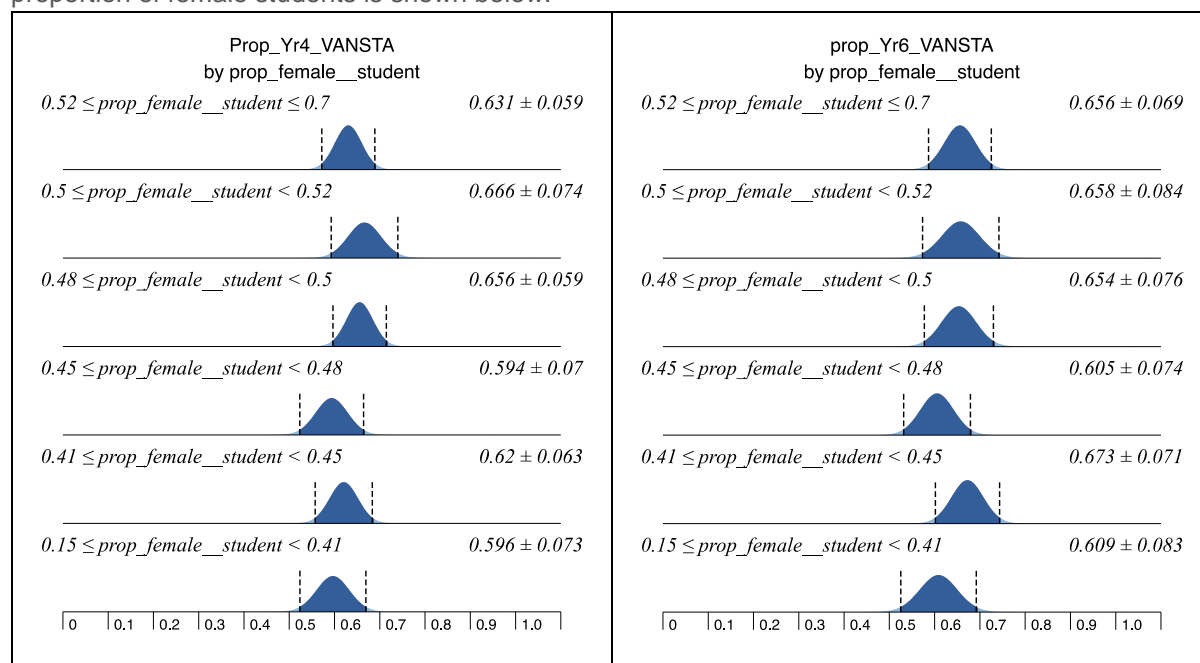 proportion of female students is shown below.
Prop_Yr4_VANSTA
by prop_female__student
0.52 ≤ prop_female__student ≤ 0.7 0.631 ± 0.059
0.5 ≤ prop_female__student < 0.52 0.666 ± 0.074
0.48 ≤ prop_female__student < 0.5 0.656 ± 0.059
0.45 ≤ prop_female__student < 0.48 0.594 ± 0.07
0.41 ≤ prop_female__student < 0.45 0.62 ± 0.063
0.15 ≤ prop_female__student < 0.41 0.596 ± 0.073
0 0.1 0.2 0.3 0.4 0.5 0.6 0.7 0.8 0.9 1.0
prop_Yr6_VANSTA
by prop_female__student
0.52 ≤ prop_female__student ≤ 0.7 0.656 ± 0.069
0.5 ≤ prop_female__student < 0.52 0.658 ± 0.084
0.48 ≤ prop_female__student < 0.5 0.654 ± 0.076
0.45 ≤ prop_female__student < 0.48 0.605 ± 0.074
0.41 ≤ prop_female__student < 0.45 0.673 ± 0.071
0.15 ≤ prop_female__student < 0.41 0.609 ± 0.083
0 0.1 0.2 0.3 0.4 0.5 0.6 0.7 0.8 0.9 1.0